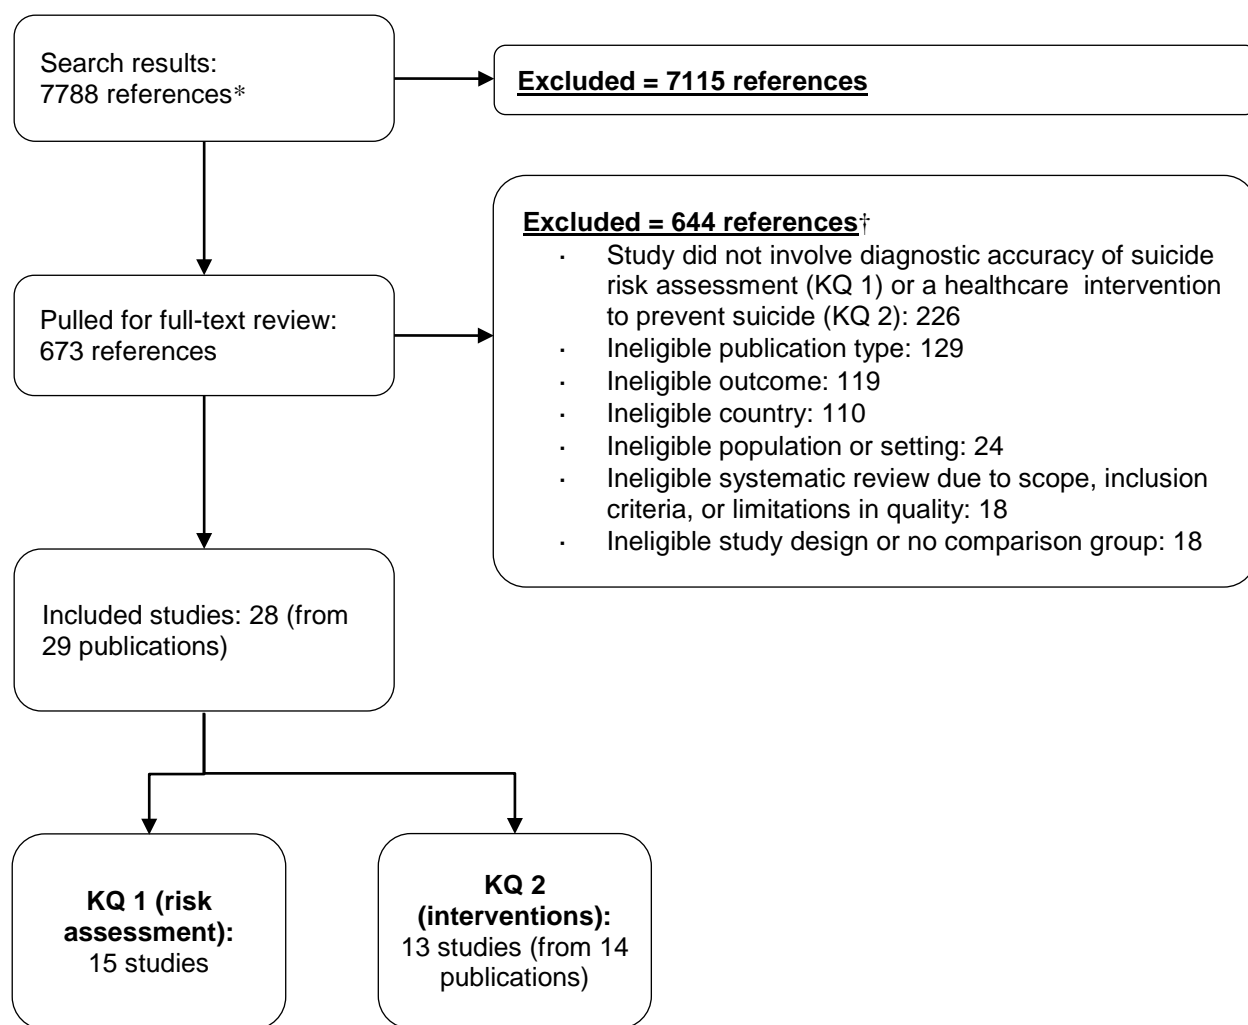 Search results:
7788 references*
Excluded = 7115 references
Excluded = 644 references†
· Study did not involve diagnostic accuracy of suicide
risk assessment (KQ 1) or a healthcare  intervention
to prevent suicide (KQ 2): 226
· Ineligible publication type: 129
· Ineligible outcome: 119
· Ineligible country: 110
· Ineligible population or setting: 24
· Ineligible systematic review due to scope, inclusion
criteria, or limitations in quality: 18
· Ineligible study design or no comparison group: 18
Pulled for full-text review:
673 references
Included studies: 28 (from
29 publications)
KQ 1 (risk
assessment):
15 studies
KQ 2
(interventions):
13 studies (from 14
publications)